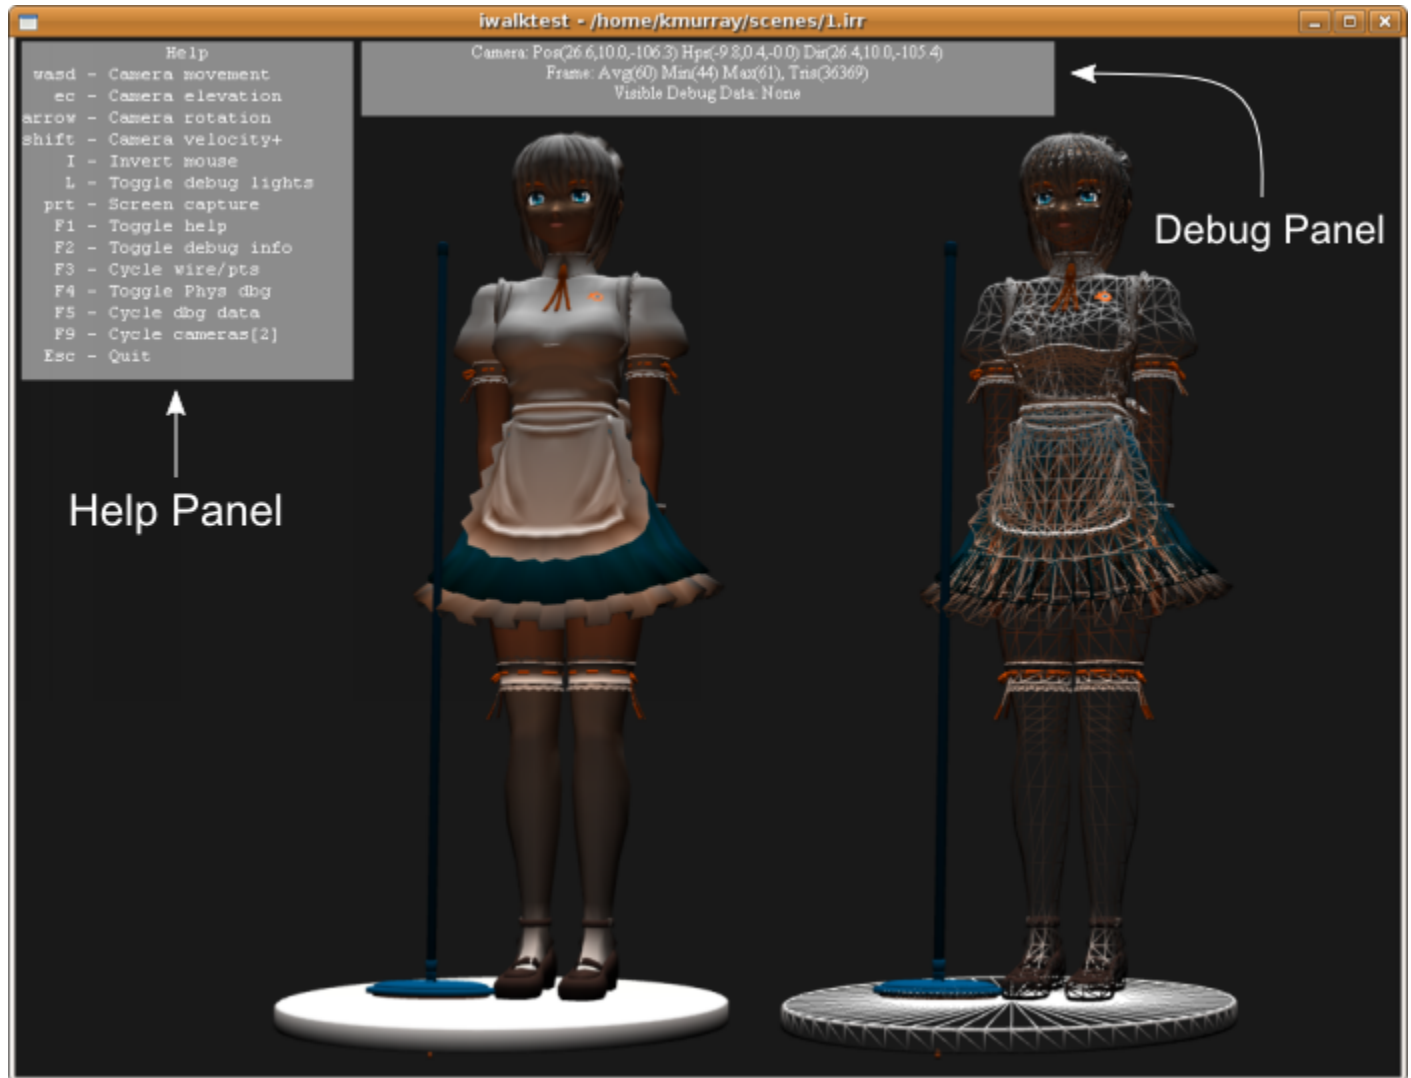 iwalktest - /home/kmurray/scenes/1.irr
Help
wasd - Camera movement
ec - Camera elevation
arrow - Camera rotation
shift - Camera velocity+
I - Invert mouse
L - Toggle debug lights
prt - Screen capture
F1 - Toggle help
F2 - Toggle debug info
F3 - Cycle wire/pts
F4 - Toggle Phys dbg
F5 - Cycle dbg data
F9 - Cycle cameras[2]
Esc - Quit
Camera: Pos(26.6,10.0,-106.3) Hpr(-9.8,0.4,-0.0) Dir(26.4,10.0,-105.4)
Frame: Avg(60) Min(44) Max(61), Tris(36369)
Visible Debug Data: None
Debug Panel
Help Panel